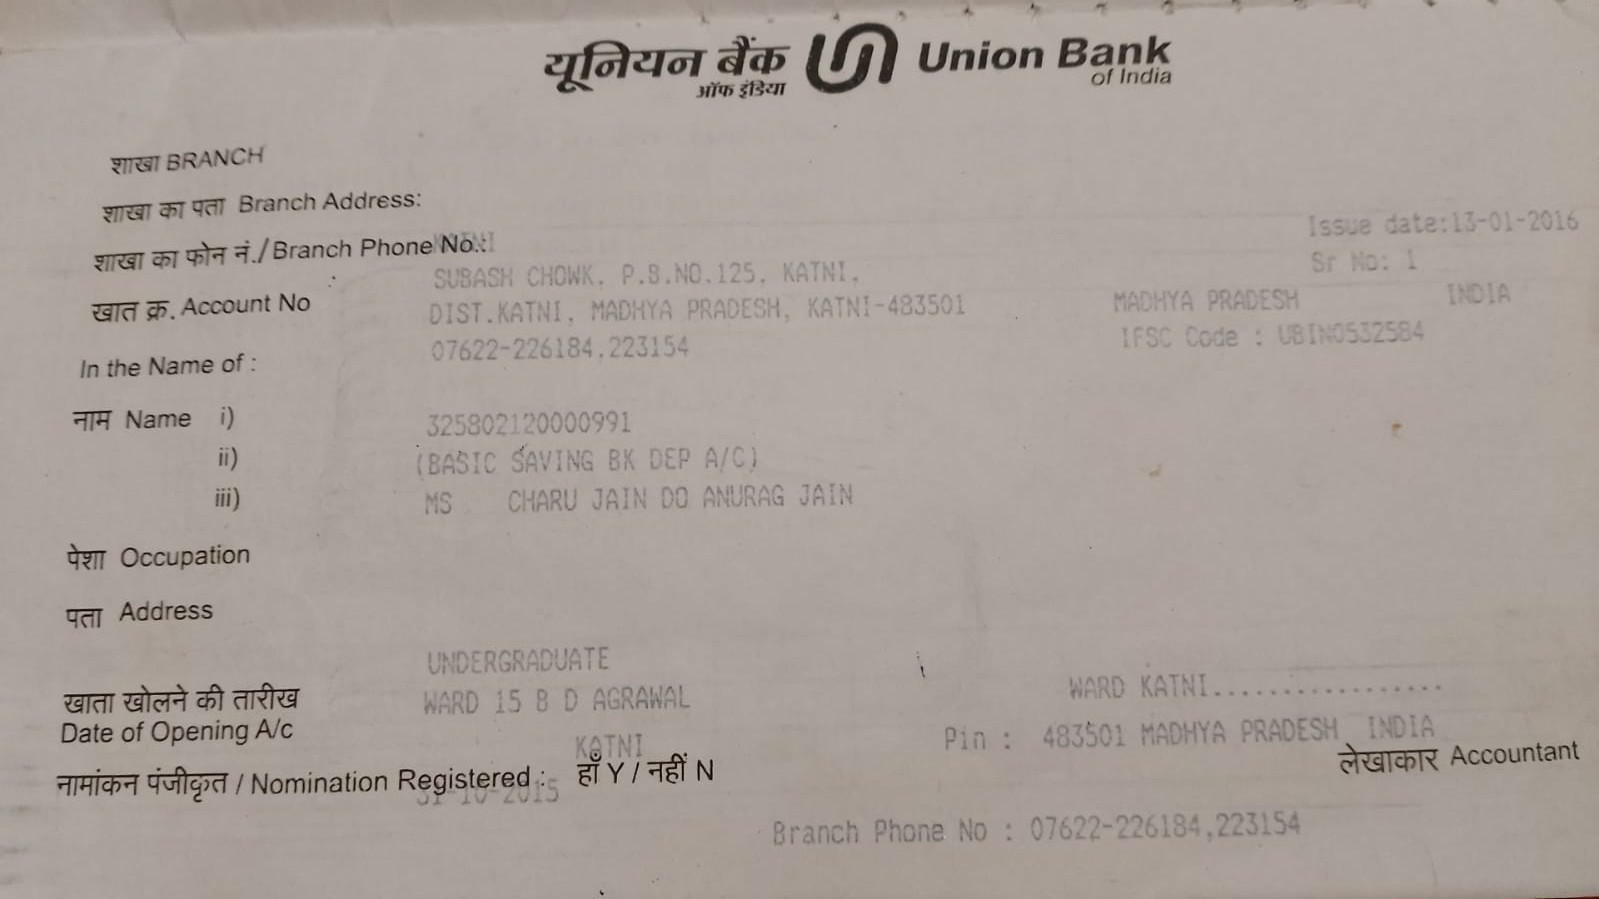 यूनियन बैंक Union Bank
ऑफ इंडिया of India
शाखा BRANCH
शाखा का पता Branch Address:
Issue date:13-01-2016
शाखा का फोन नं./Branch Phone No.: KATNI
Sr No: 1
SUBASH CHOWK, P.B.NO.125, KATNI,
खात क्र. Account No
DIST.KATNI, MADHYA PRADESH, KATNI-483501 MADHYA PRADESH INDIA
07622-226184,223154 IFSC Code : UBIN0532584
In the Name of :
नाम Name i) 325802120000991
ii) (BASIC SAVING BK DEP A/C)
iii) MS CHARU JAIN DO ANURAG JAIN
पेशा Occupation
पता Address
UNDERGRADUATE
खाता खोलने की तारीख WARD 15 B D AGRAWAL WARD KATNI.................
Date of Opening A/c
KATNI Pin : 483501 MADHYA PRADESH INDIA
नामांकन पंजीकृत / Nomination Registered : हाँ Y / नहीं N लेखाकार Accountant
31-10-2015
Branch Phone No : 07622-226184,223154